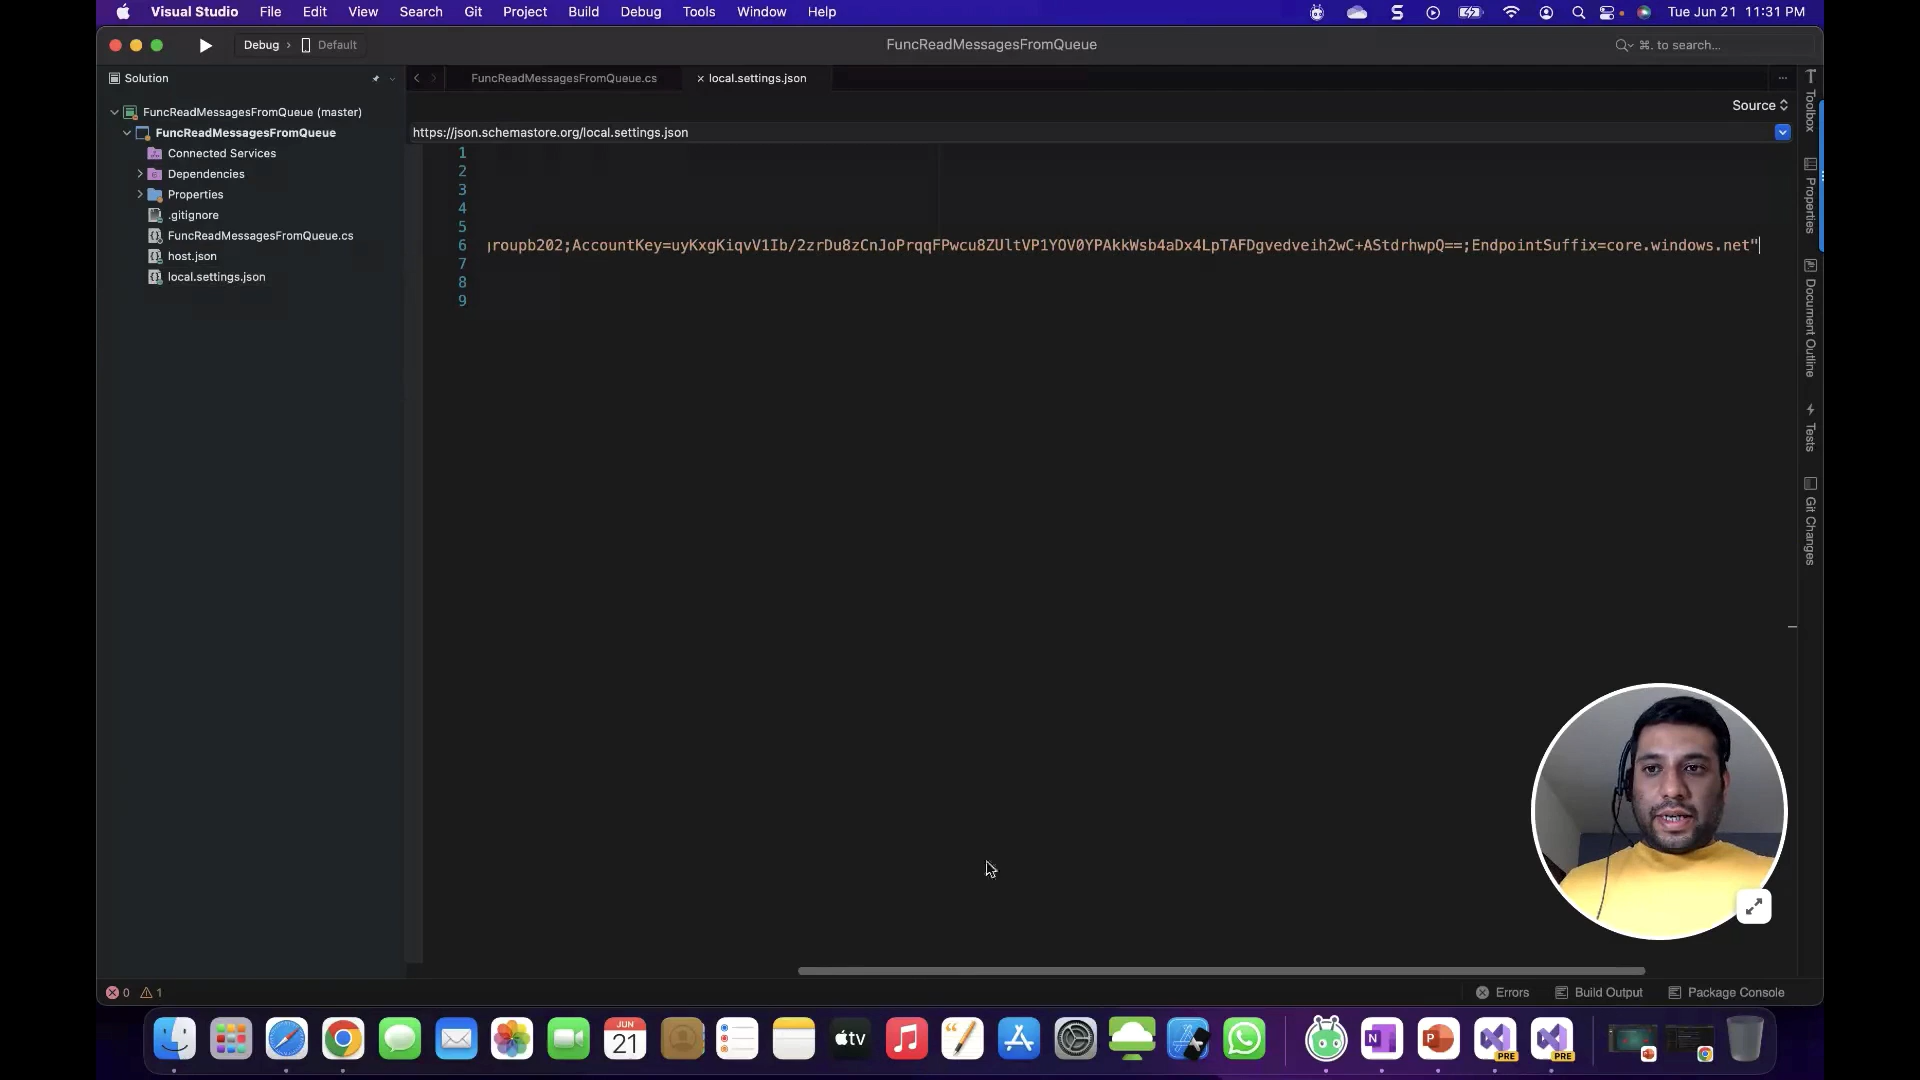 Visual Studio File Edit View Search Git Project Build Debug Tools Window Help Tue Jun 21 11:31 PM
Debug › Default FuncReadMessagesFromQueue ⌘. to search...
Solution FuncReadMessagesFromQueue.cs × local.settings.json
Source
FuncReadMessagesFromQueue (master)
https://json.schemastore.org/local.settings.json
FuncReadMessagesFromQueue
Connected Services
Dependencies
Properties
.gitignore
FuncReadMessagesFromQueue.cs
host.json
local.settings.json
1
2
3
4
5
6 roupb202;AccountKey=uyKxgKiqvV1Ib/2zrDu8zCnJoPrqqFPwcu8ZUltVP1YOV0YPAkkWsb4aDx4LpTAFDgvedveih2wC+AStdrhwpQ==;EndpointSuffix=core.windows.net"
7
8
9
Toolbox
Properties
Document Outline
Tests
Git Changes
0 1 Errors Build Output Package Console
JUN
21
tv
N
P
PRE
PRE